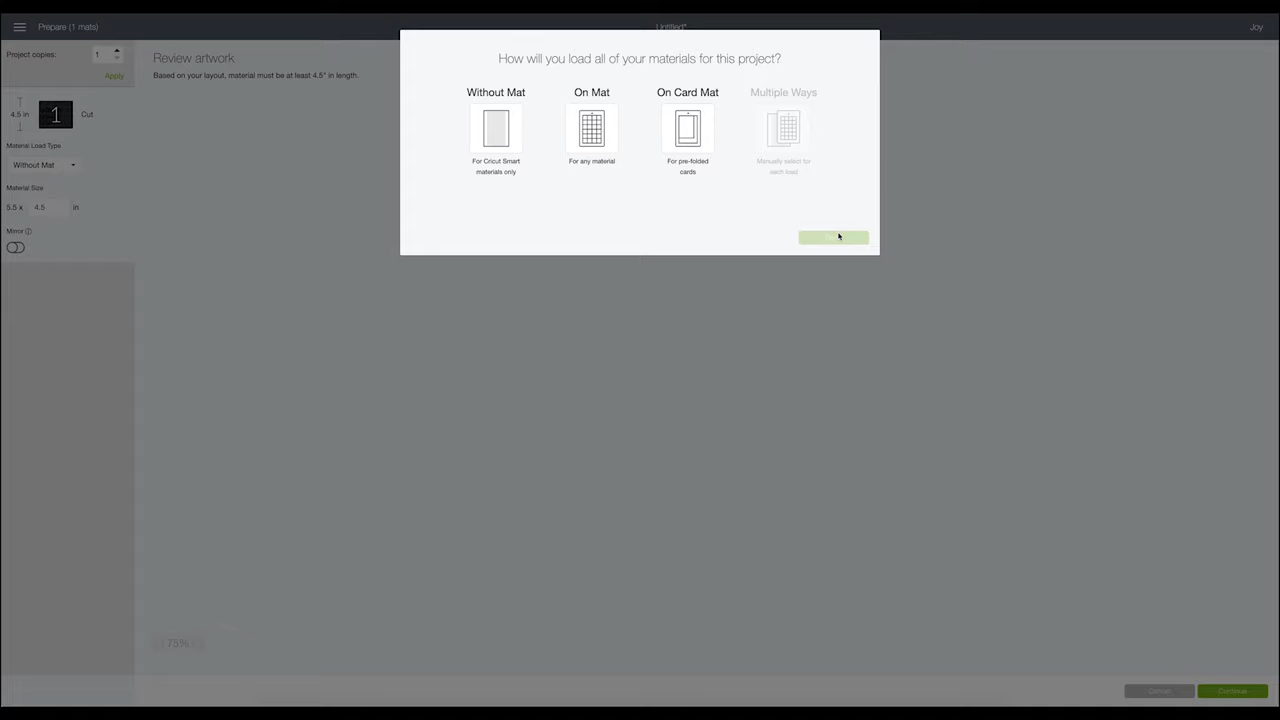 Prepare (1 mats)
Untitled*
Joy
Project copies:
1
Apply
4.5 in
1
Cut
Material Load Type
Without Mat
Material Size
5.5 x
4.5
in
Mirror
Review artwork
Based on your layout, material must be at least 4.5" in length.
How will you load all of your materials for this project?
Without Mat
For Cricut Smart
materials only
On Mat
For any material
On Card Mat
For pre-folded
cards
Multiple Ways
Manually select for
each load
75%
Cancel
Continue